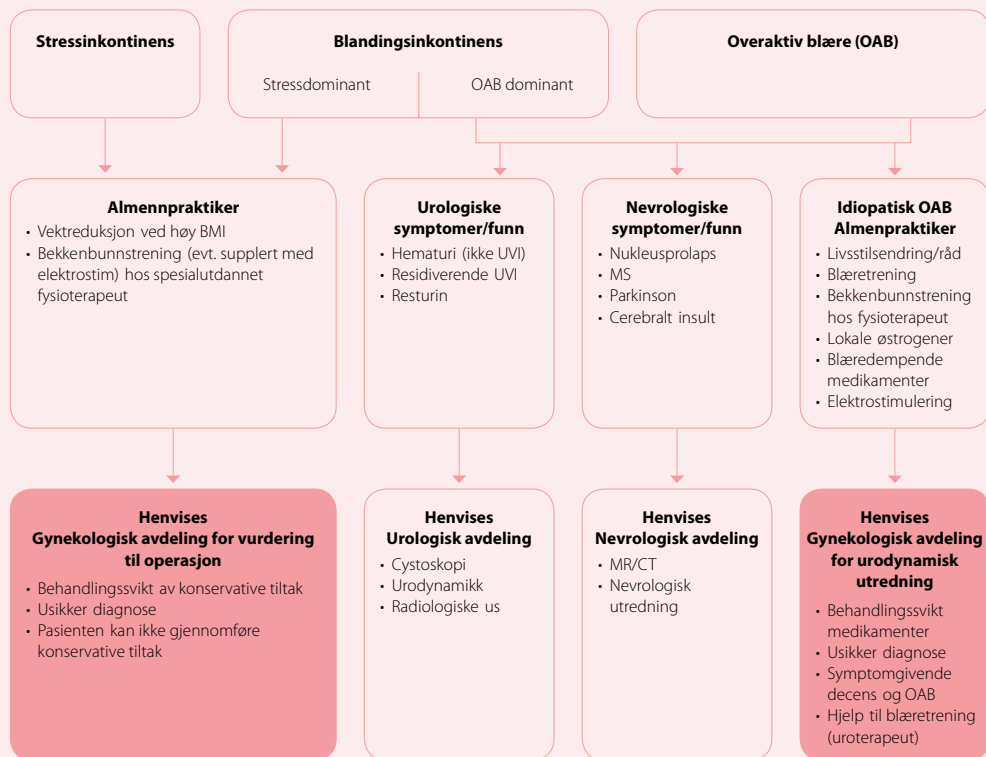 Stressinkontinens
Blandingsinkontinens
Stressdominant
OAB dominant
Overaktiv blære (OAB)
Almennpraktiker
• Vektreduksjon ved høy BMI
• Bekkenbunnstrening (evt. supplert med
elektrostim) hos spesialutdannet
fysioterapeut
Urologiske
symptomer/funn
• Hematuri (ikke UVI)
• Residiverende UVI
• Resturin
Nevrologiske
symptomer/funn
• Nukleusprolaps
• MS
• Parkinson
• Cerebralt insult
Idiopatisk OAB
Almenpraktiker
• Livsstilsendring/råd
• Blæretrening
• Bekkenbunnstrening
hos fysioterapeut
• Lokale østrogener
• Blæredempende
medikamenter
• Elektrostimulering
Henvises
Gynekologisk avdeling for vurdering
til operasjon
• Behandlingssvikt av konservative tiltak
• Usikker diagnose
• Pasienten kan ikke gjennomføre
konservative tiltak
Henvises
Urologisk avdeling
• Cystoskopi
• Urodynamikk
• Radiologiske us
Henvises
Nevrologisk avdeling
• MR/CT
• Nevrologisk
utredning
Henvises
Gynekologisk avdeling
for urodynamisk
utredning
• Behandlingssvikt
medikamenter
• Usikker diagnose
• Symptomgivende
decens og OAB
• Hjelp til blæretrening
(uroterapeut)